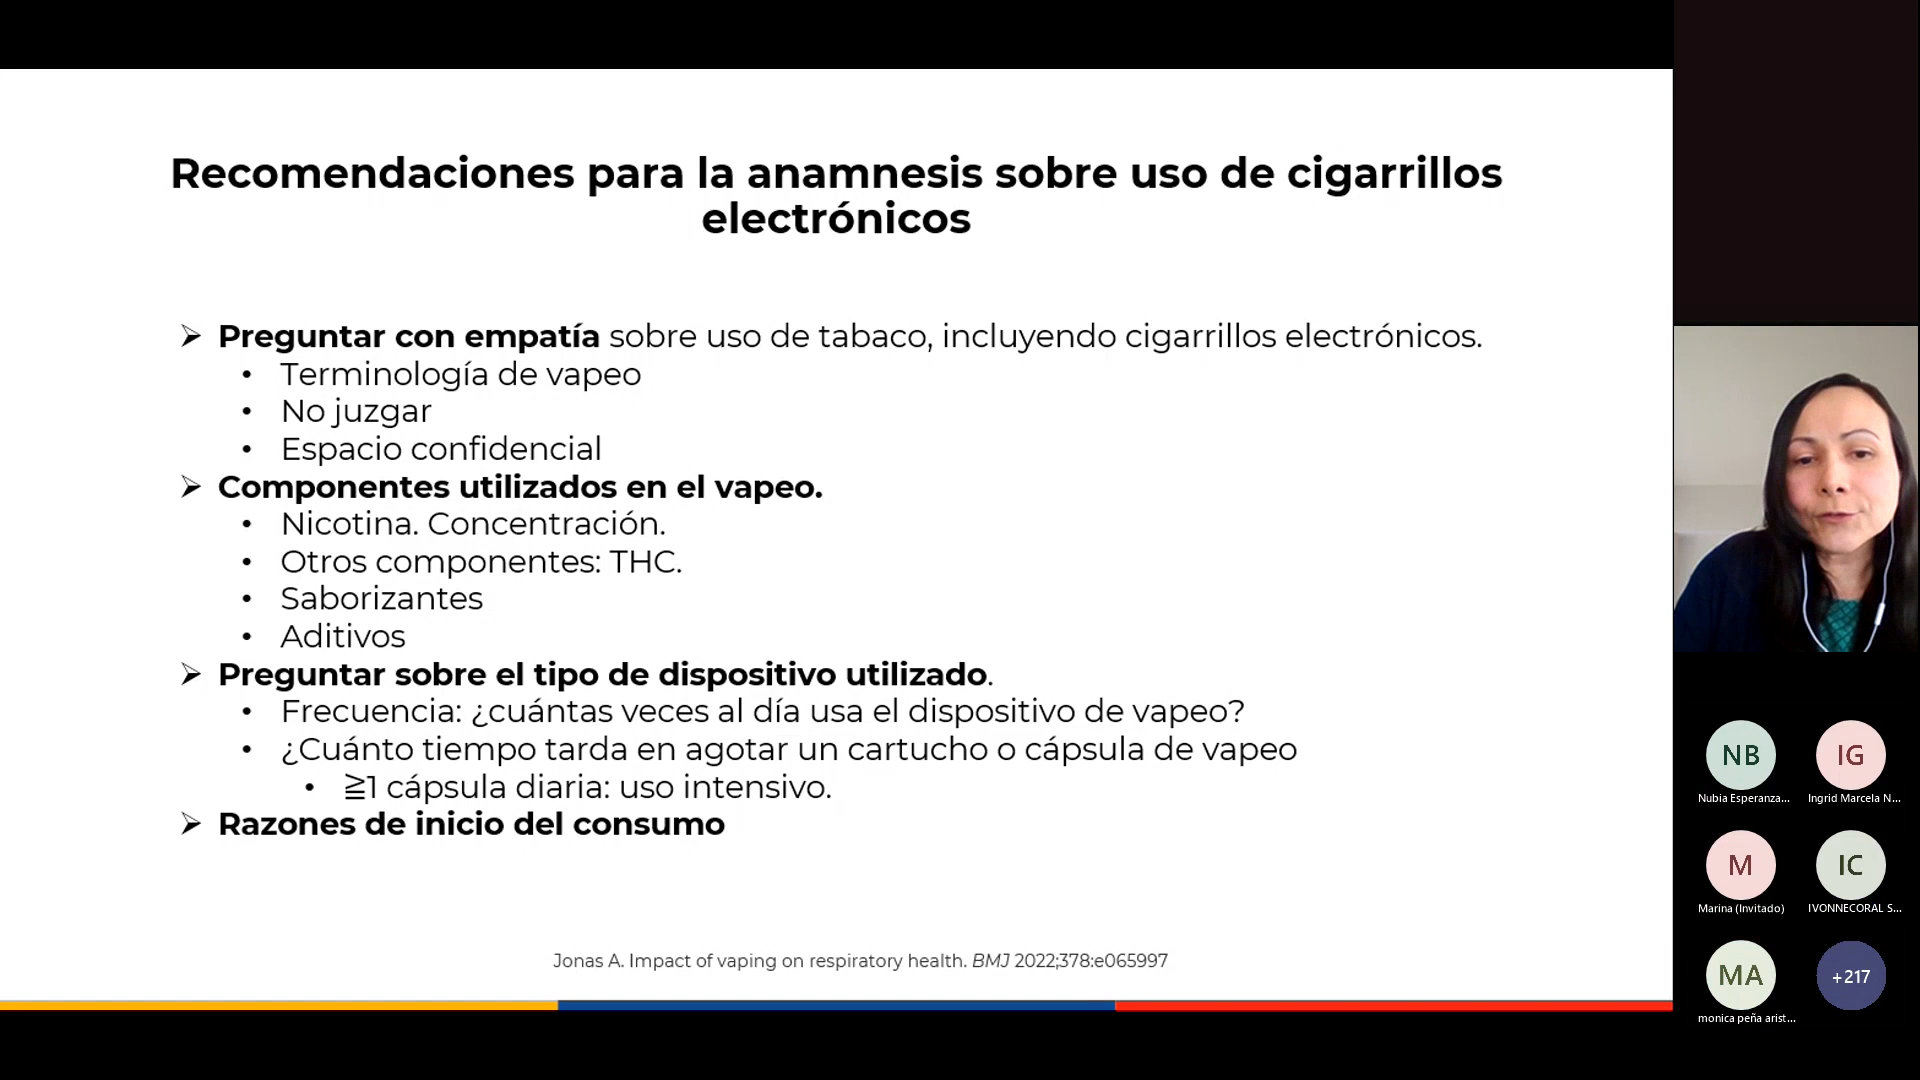 Recomendaciones para la anamnesis sobre uso de cigarrillos
electrónicos
➢ Preguntar con empatía sobre uso de tabaco, incluyendo cigarrillos electrónicos.
• Terminología de vapeo
• No juzgar
• Espacio confidencial
➢ Componentes utilizados en el vapeo.
• Nicotina. Concentración.
• Otros componentes: THC.
• Saborizantes
• Aditivos
➢ Preguntar sobre el tipo de dispositivo utilizado.
• Frecuencia: ¿cuántas veces al día usa el dispositivo de vapeo?
• ¿Cuánto tiempo tarda en agotar un cartucho o cápsula de vapeo
• ≧1 cápsula diaria: uso intensivo.
➢ Razones de inicio del consumo
Jonas A. Impact of vaping on respiratory health. BMJ 2022;378:e065997
NB
Nubia Esperanza...
IG
Ingrid Marcela N...
M
Marina (Invitado)
IC
IVONNECORAL S...
MA
monica peña arist...
+217